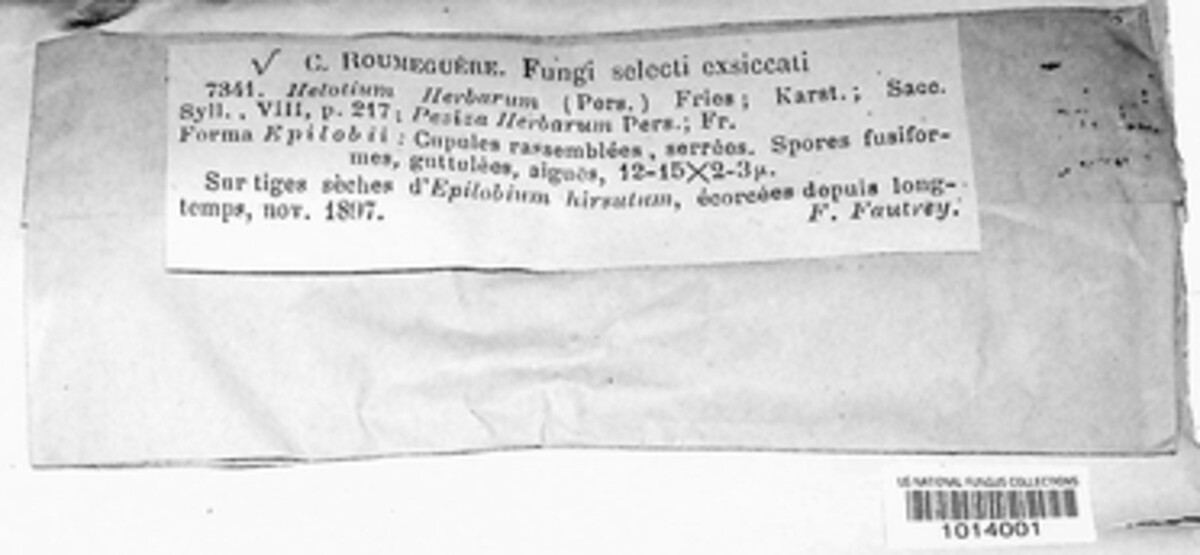 ✓ C. ROUMEGUÈRE. Fungi selecti exsiccati
7341. Helotium Herbarum (Pers.) Fries; Karst.; Sacc.
Syll., VIII, p. 217; Peziza Herbarum Pers.; Fr.
Forma Epilobii: Cupules rassemblées, serrées. Spores fusifor-
mes, guttulées, aiguës, 12-15×2-3µ.
Sur tiges sèches d'Epilobium hirsutum, écorcées depuis long-
temps, nov. 1897. F. Fautrey.
US NATIONAL FUNGUS COLLECTIONS
1014001